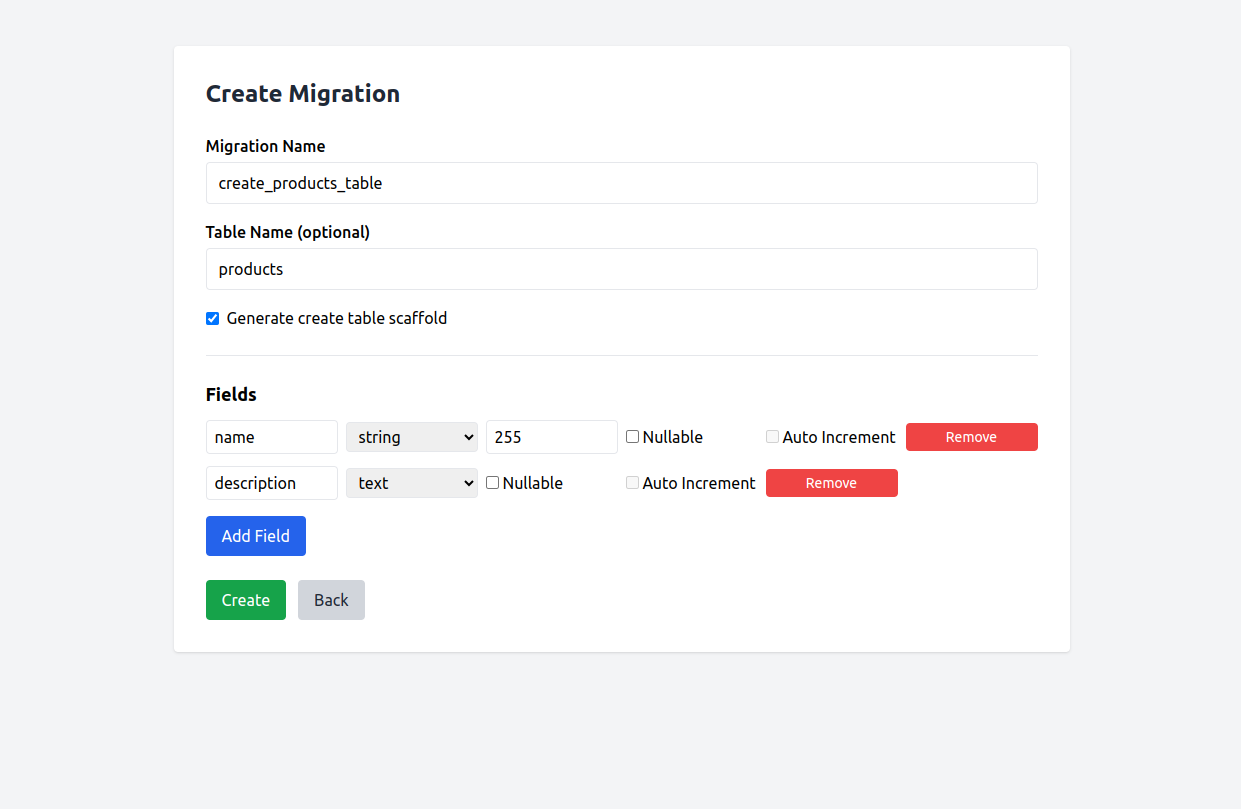 Create Migration
Migration Name
create_products_table
Table Name (optional)
products
Generate create table scaffold
Fields
name string 255 Nullable Auto Increment Remove
description text Nullable Auto Increment Remove
Add Field
Create Back